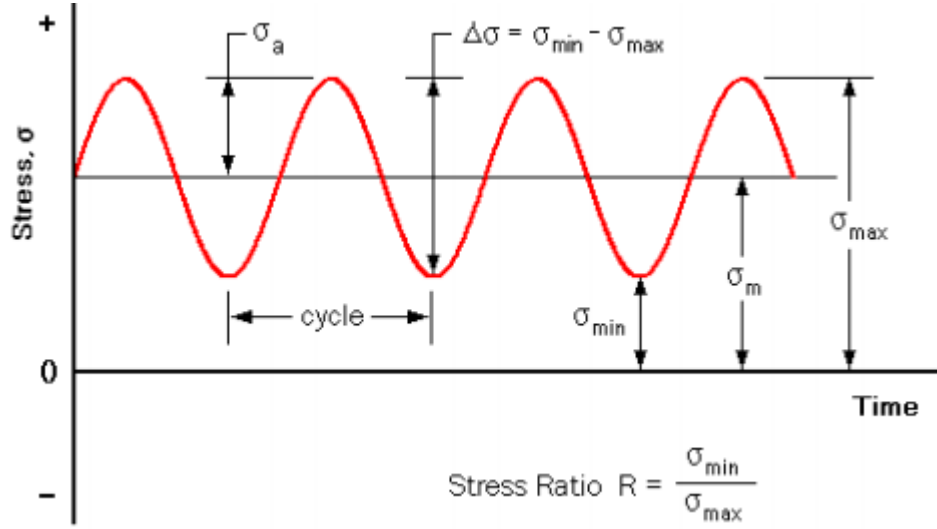 +
σa
Δσ = σmin - σmax
Stress, σ
σmax
σm
cycle
σmin
0
Time
Stress Ratio R = σmin / σmax
–